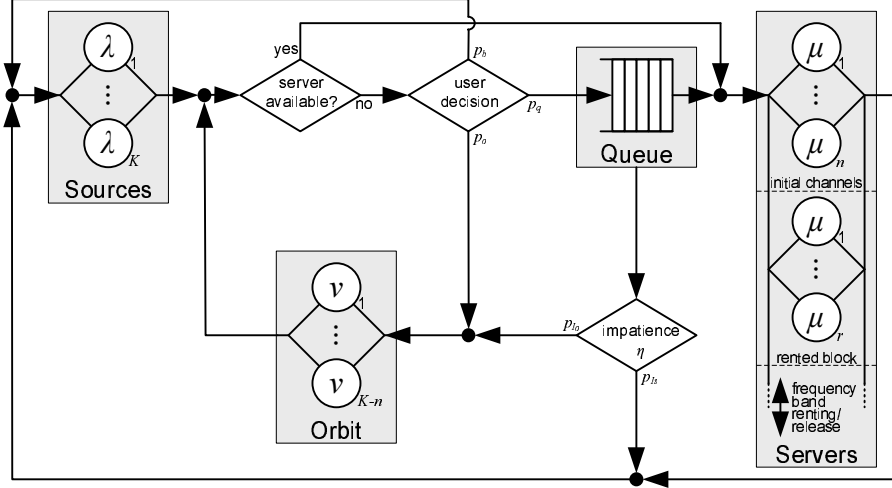 λ
1
⋮
λ
K
Sources
yes
server
available?
no
p_b
user
decision
p_q
p_o
Queue
μ
1
⋮
μ
n
initial channels
μ
1
⋮
μ
r
rented block
frequency
band
renting/
release
Servers
ν
1
⋮
ν
K-n
Orbit
p_Io
impatience
η
p_Is